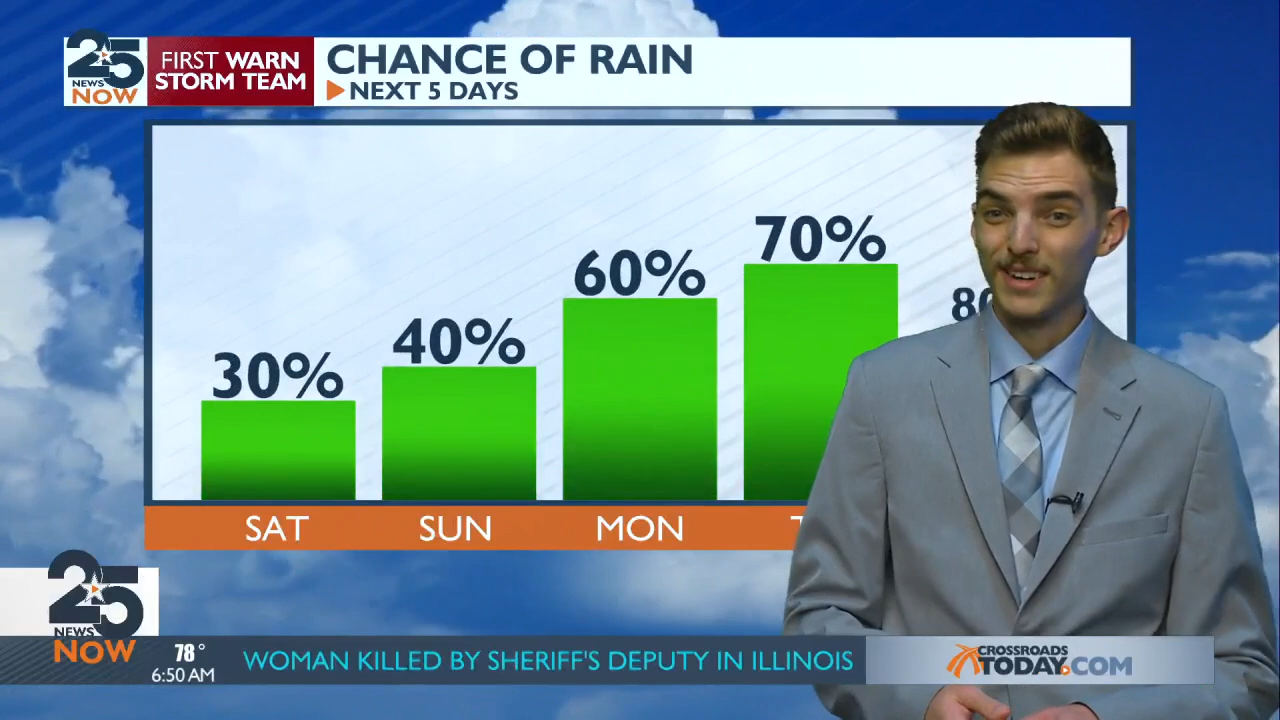 25
NEWS
NOW
FIRST WARN
STORM TEAM
CHANCE OF RAIN
NEXT 5 DAYS
30%
40%
60%
70%
80
SAT
SUN
MON
T
25
NEWS
NOW
78°
6:50 AM
WOMAN KILLED BY SHERIFF'S DEPUTY IN ILLINOIS
CROSSROADS
TODAY.COM